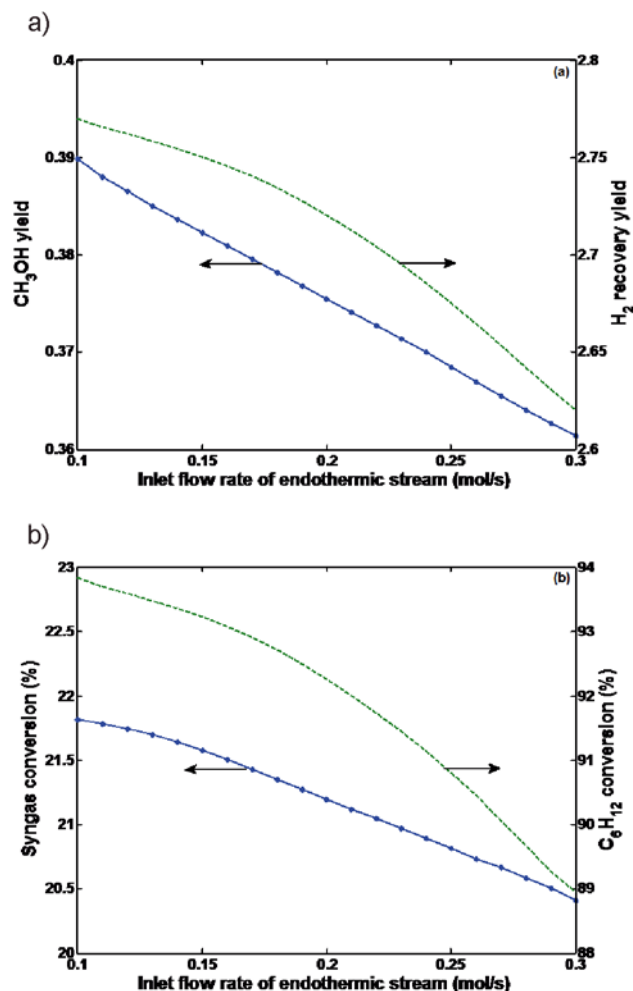 a)
(a)
0.4
0.39
0.38
0.37
0.36
CH₃OH yield
2.8
2.75
2.7
2.65
2.6
H₂ recovery yield
0.1 0.15 0.2 0.25 0.3
Inlet flow rate of endothermic stream (mol/s)
b)
(b)
23
22.5
22
21.5
21
20.5
20
Syngas conversion (%)
94
93
92
91
90
89
88
C₆H₁₂ conversion (%)
0.1 0.15 0.2 0.25 0.3
Inlet flow rate of endothermic stream (mol/s)